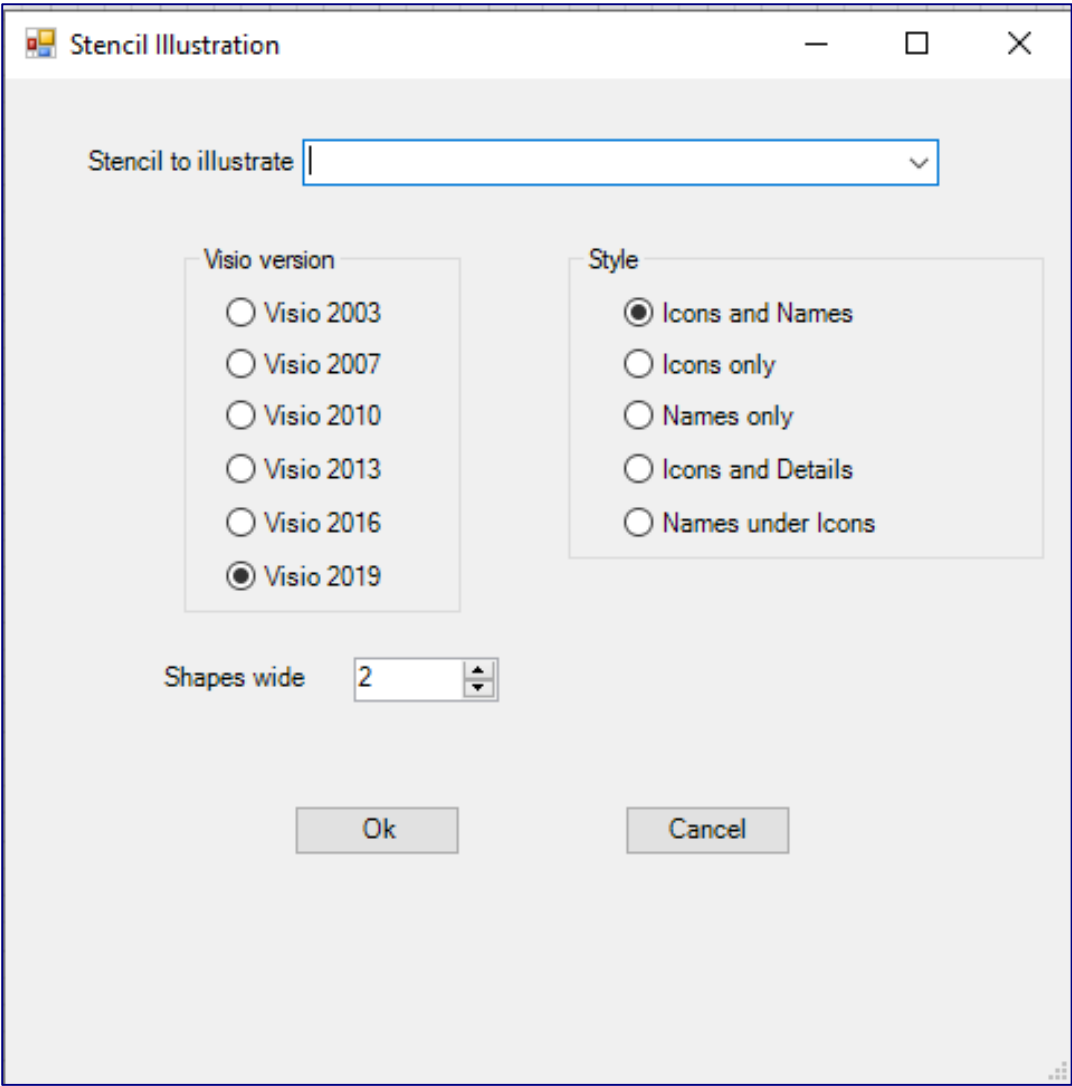 Stencil Illustration
Stencil to illustrate
Visio version
Visio 2003
Visio 2007
Visio 2010
Visio 2013
Visio 2016
Visio 2019
Style
Icons and Names
Icons only
Names only
Icons and Details
Names under Icons
Shapes wide 2
Ok Cancel